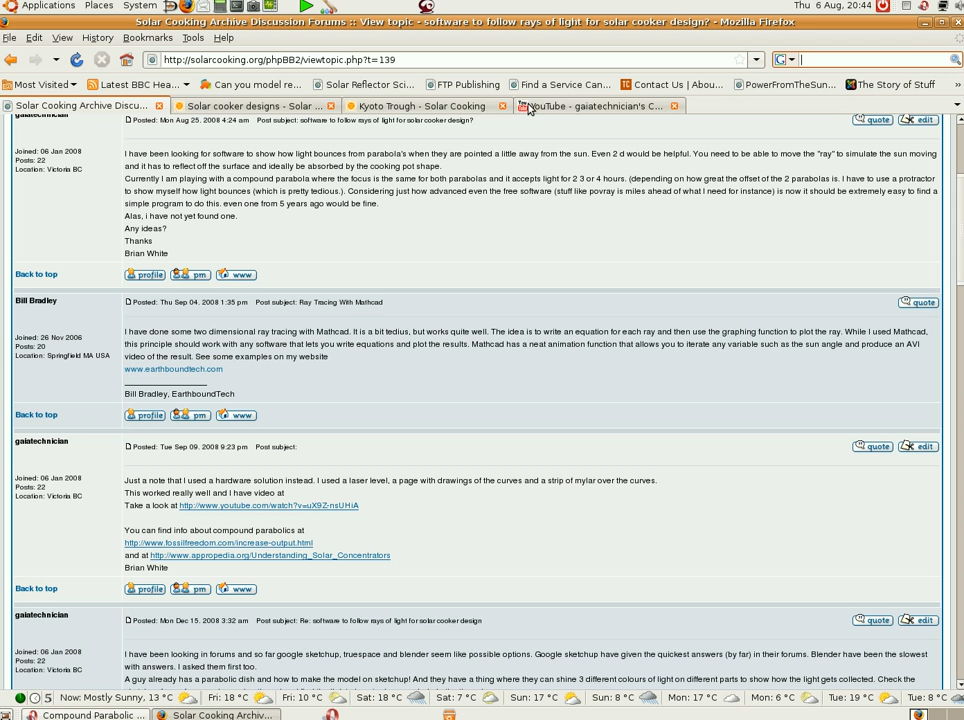 Applications Places System Thu 6 Aug, 20:44
Solar Cooking Archive Discussion Forums :: View topic - software to follow rays of light for solar cooker design? - Mozilla Firefox
File Edit View History Bookmarks Tools Help
http://solarcooking.org/phpBB2/viewtopic.php?t=139
Most Visited Latest BBC Hea... Can you model re... Solar Reflector Sci... FTP Publishing Find a Service Can... Contact Us | Abou... PowerFromTheSun... The Story of Stuff
Solar Cooking Archive Discu... Solar cooker designs - Solar ... Kyoto Trough - Solar Cooking YouTube - gaiatechnician's C...
gaiatechnician
Posted: Mon Aug 25, 2008 4:24 am Post subject: software to follow rays of light for solar cooker design?
quote edit
Joined: 06 Jan 2008
Posts: 22
Location: Victoria BC
I have been looking for software to show how light bounces from parabola's when they are pointed a little away from the sun. Even 2 d would be helpful. You need to be able to move the "ray" to simulate the sun moving
and it has to reflect off the surface and ideally be absorbed by the cooking pot shape.
Currently I am playing with a compound parabola where the focus is the same for both parabolas and it accepts light for 2 3 or 4 hours. (depending on how great the offset of the 2 parabolas is. I have to use a protractor
to show myself how light bounces (which is pretty tedious.). Considering just how advanced even the free software (stuff like povray is miles ahead of what I need for instance) is now it should be extremely easy to find a
simple program to do this. even one from 5 years ago would be fine.
Alas, i have not yet found one.
Any ideas?
Thanks
Brian White
Back to top profile pm www
Bill Bradley
Posted: Thu Sep 04, 2008 1:35 pm Post subject: Ray Tracing With Mathcad
quote
Joined: 26 Nov 2006
Posts: 20
Location: Springfield MA USA
I have done some two dimensional ray tracing with Mathcad. It is a bit tedius, but works quite well. The idea is to write an equation for each ray and then use the graphing function to plot the ray. While I used Mathcad,
this principle should work with any software that lets you write equations and plot the results. Mathcad has a neat animation function that allows you to iterate any variable such as the sun angle and produce an AVI
video of the result. See some examples on my website
www.earthboundtech.com
Bill Bradley, EarthboundTech
Back to top profile pm www
gaiatechnician
Posted: Tue Sep 09, 2008 9:23 pm Post subject:
quote edit
Joined: 06 Jan 2008
Posts: 22
Location: Victoria BC
Just a note that I used a hardware solution instead. I used a laser level, a page with drawings of the curves and a strip of mylar over the curves.
This worked really well and I have video at
Take a look at http://www.youtube.com/watch?v=uX9Z-nsUHiA
You can find info about compound parabolics at
http://www.fossilfreedom.com/increase-output.html
and at http://www.appropedia.org/Understanding_Solar_Concentrators
Brian White
Back to top profile pm www
gaiatechnician
Posted: Mon Dec 15, 2008 3:32 am Post subject: Re: software to follow rays of light for solar cooker design
quote edit
Joined: 06 Jan 2008
Posts: 22
Location: Victoria BC
I have been looking in forums and so far google sketchup, truespace and blender seem like possible options. Google sketchup have given the quickest answers (by far) in their forums. Blender have been the slowest
with answers. I asked them first too.
A guy already has a parabolic dish and how to make the model on sketchup! And they have a thing where they can shine 3 different colours of light on different parts to show how the light gets collected. Check the
5 Now: Mostly Sunny, 13 °C Fri: 18 °C Fri: 10 °C Sat: 18 °C Sat: 7 °C Sun: 17 °C Sun: 8 °C Mon: 17 °C Mon: 6 °C Tue: 19 °C Tue: 8 °C
Compound Parabolic ... Solar Cooking Archiv...